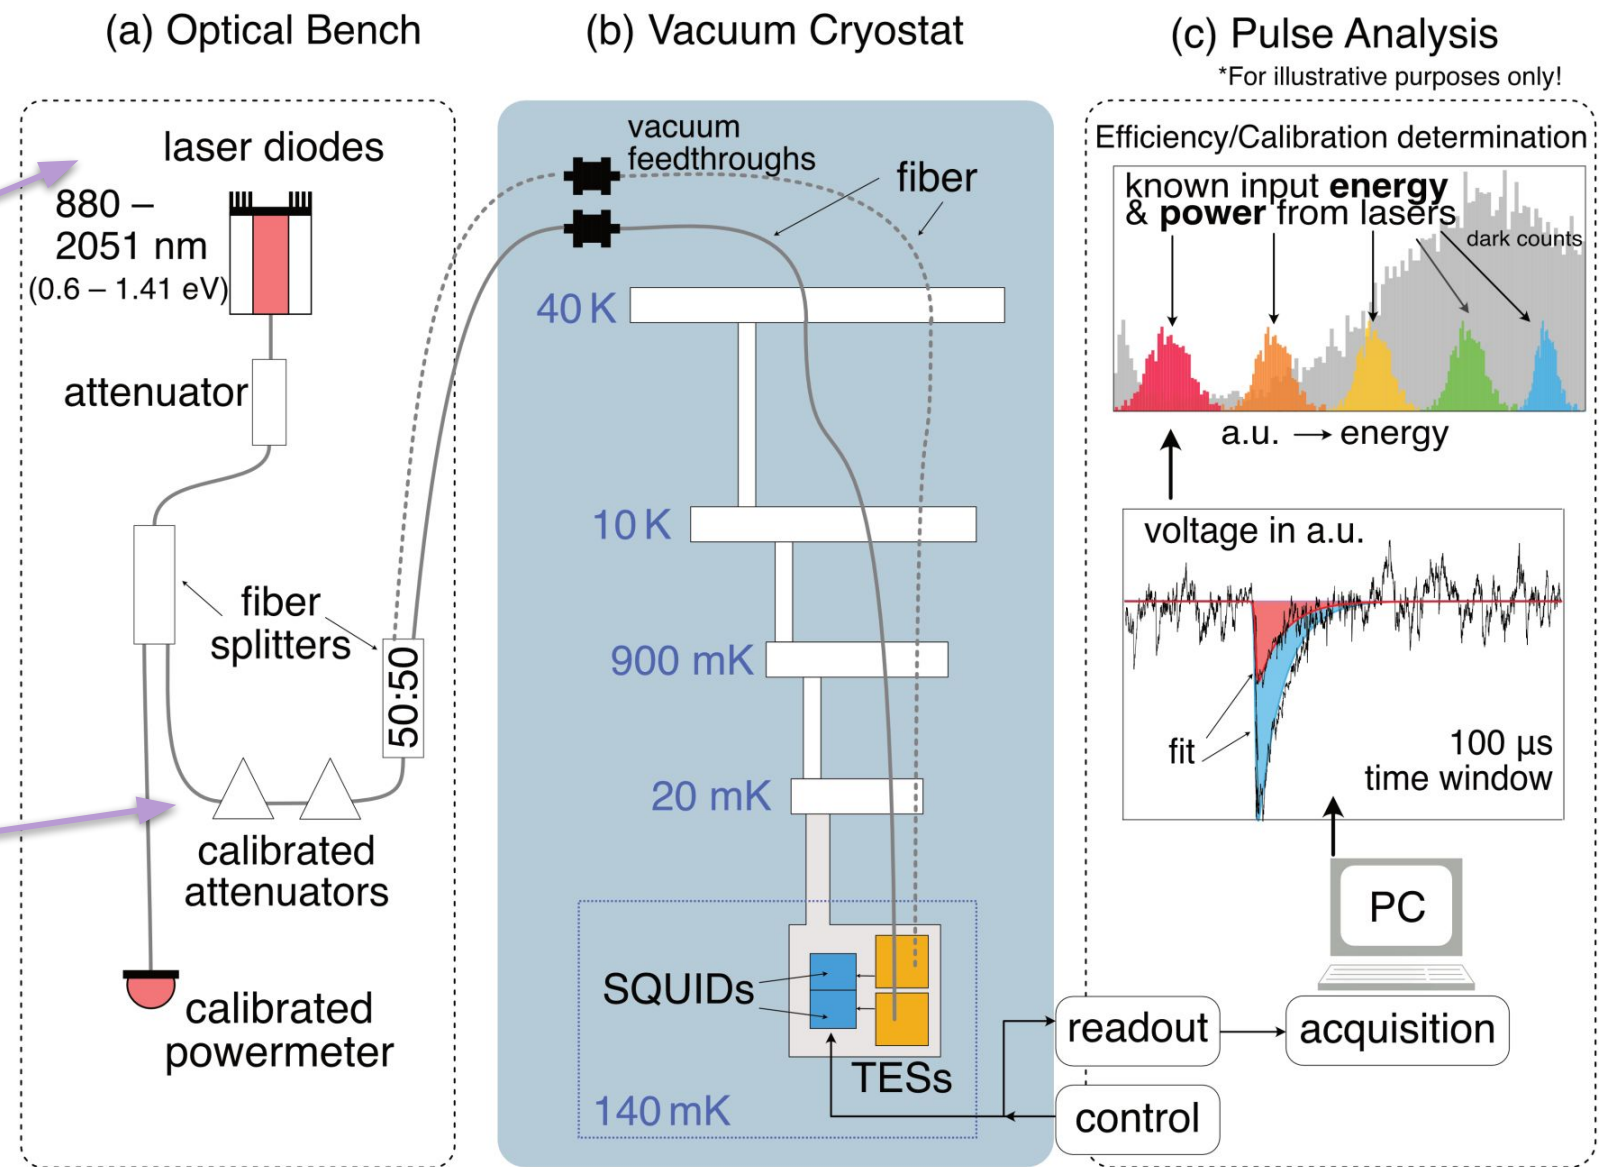 (a) Optical Bench
laser diodes
880 –
2051 nm
(0.6 – 1.41 eV)
attenuator
fiber
splitters
50:50
calibrated
attenuators
calibrated
powermeter
(b) Vacuum Cryostat
vacuum
feedthroughs
fiber
40 K
10 K
900 mK
20 mK
SQUIDs
TESs
140 mK
(c) Pulse Analysis
*For illustrative purposes only!
Efficiency/Calibration determination
known input energy
& power from lasers
dark counts
a.u. → energy
voltage in a.u.
fit
100 µs
time window
PC
readout
acquisition
control